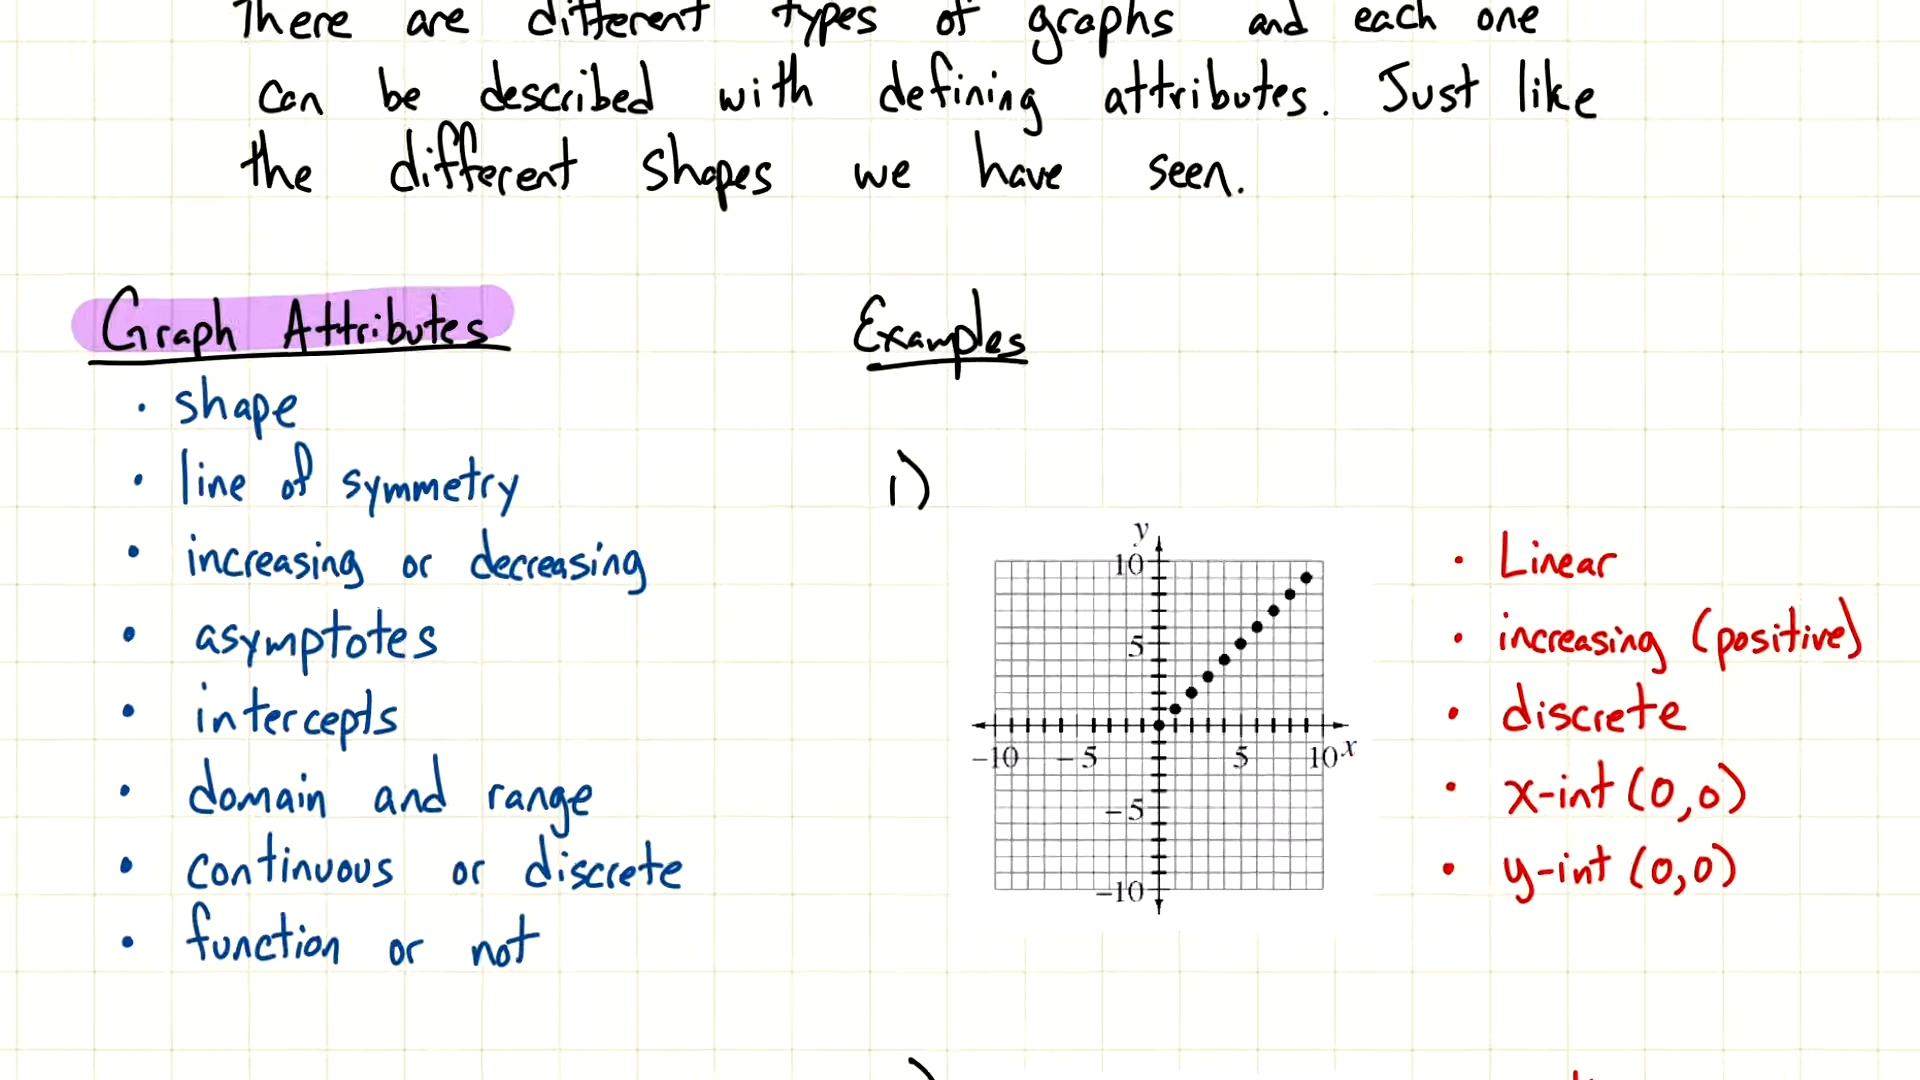 There are different types of graphs and each one
can be described with defining attributes. Just like
the different shapes we have seen.
Graph Attributes
• shape
• line of symmetry
• increasing or decreasing
• asymptotes
• intercepts
• domain and range
• continuous or discrete
• function or not
Examples
1)
y
10
5
-10 -5 5 10 x
-5
-10
• Linear
• increasing (positive)
• discrete
• x-int (0,0)
• y-int (0,0)